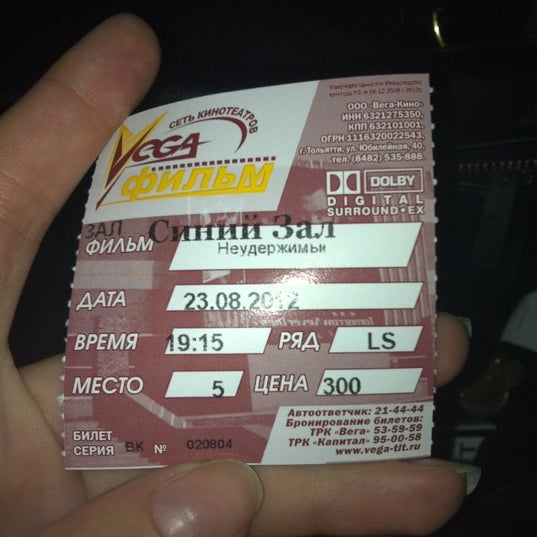 СЕТЬ КИНОТЕАТРОВ
VEGA
ФИЛЬМ
ООО. «Вега-Кино»
ИНН 6321275350,
КПП 632101001,
ОГРН 1116320022543,
г.Тольятти, ул. Юбилейная, 40,
тел. (8482) 535-888.
DOLBY
DIGITAL
SURROUND•EX
ЗАЛ Синий Зал
ФИЛЬМ Неудержимые
ДАТА 23.08.2012
ВРЕМЯ 19:15 РЯД LS
МЕСТО 5 ЦЕНА 300
Автоответчик: 21-44-44
Бронирование билетов:
ТРК «Вега» 53-59-59
ТРК «Капитал» 95-00-58
www.vega-tlt.ru
БИЛЕТ
СЕРИЯ ВК № 020804